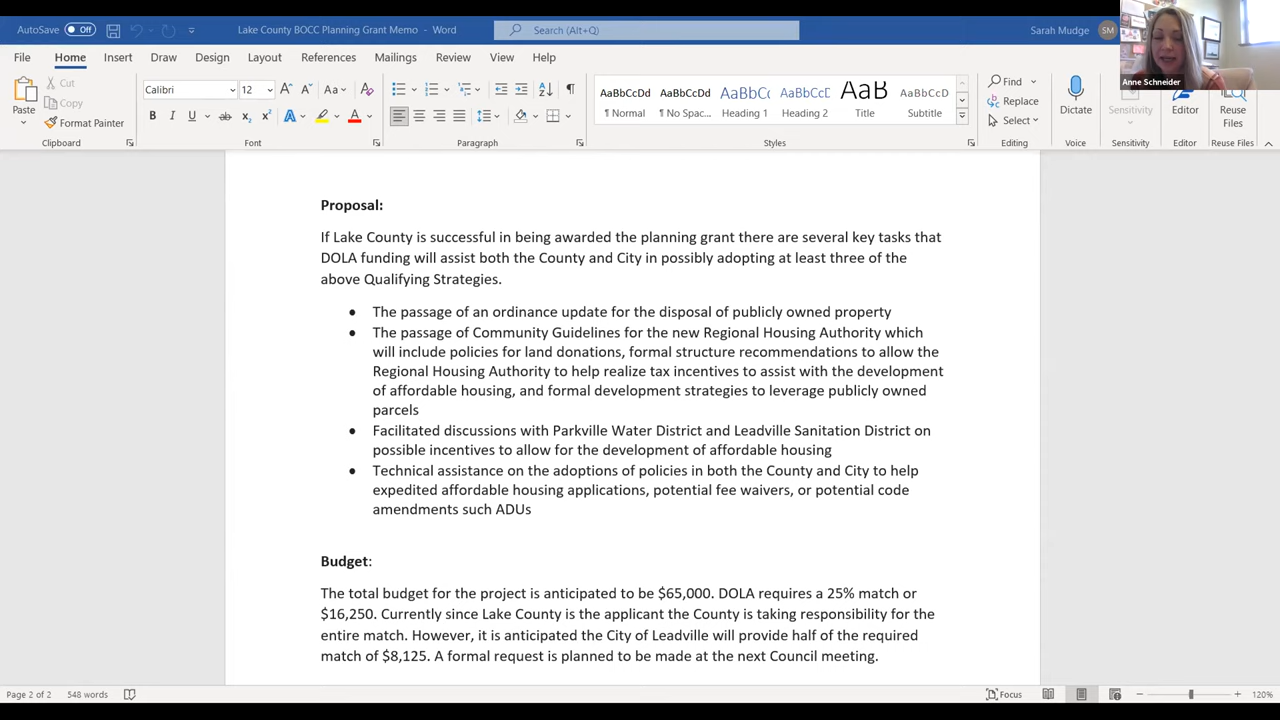 AutoSave Off Lake County BOCC Planning Grant Memo - Word Search (Alt+Q) Sarah Mudge SM
File Home Insert Draw Design Layout References Mailings Review View Help
Anne Schneider
Paste Cut Copy Format Painter
Calibri 12
AaBbCcDd AaBbCcDd AaBbCc AaBbCcC AaB AaBbCcD
¶ Normal ¶ No Spac... Heading 1 Heading 2 Title Subtitle
Find Replace Select
Dictate Sensitivity Editor Reuse Files
Clipboard Font Paragraph Styles Editing Voice Sensitivity Editor Reuse Files
Proposal:
If Lake County is successful in being awarded the planning grant there are several key tasks that
DOLA funding will assist both the County and City in possibly adopting at least three of the
above Qualifying Strategies.
• The passage of an ordinance update for the disposal of publicly owned property
• The passage of Community Guidelines for the new Regional Housing Authority which
will include policies for land donations, formal structure recommendations to allow the
Regional Housing Authority to help realize tax incentives to assist with the development
of affordable housing, and formal development strategies to leverage publicly owned
parcels
• Facilitated discussions with Parkville Water District and Leadville Sanitation District on
possible incentives to allow for the development of affordable housing
• Technical assistance on the adoptions of policies in both the County and City to help
expedited affordable housing applications, potential fee waivers, or potential code
amendments such ADUs
Budget:
The total budget for the project is anticipated to be $65,000. DOLA requires a 25% match or
$16,250. Currently since Lake County is the applicant the County is taking responsibility for the
entire match. However, it is anticipated the City of Leadville will provide half of the required
match of $8,125. A formal request is planned to be made at the next Council meeting.
Page 2 of 2 548 words Focus 120%